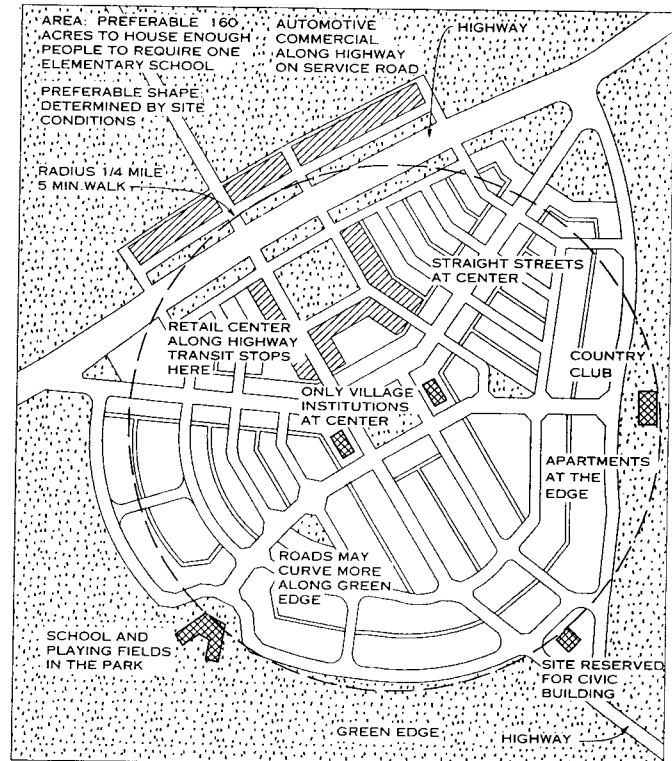 AREA: PREFERABLE 160
ACRES TO HOUSE ENOUGH
PEOPLE TO REQUIRE ONE
ELEMENTARY SCHOOL
PREFERABLE SHAPE
DETERMINED BY SITE
CONDITIONS
AUTOMOTIVE
COMMERCIAL
ALONG HIGHWAY
ON SERVICE ROAD
HIGHWAY
RADIUS 1/4 MILE
5 MIN. WALK
STRAIGHT STREETS
AT CENTER
RETAIL CENTER
ALONG HIGHWAY
TRANSIT STOPS
HERE
COUNTRY
CLUB
ONLY VILLAGE
INSTITUTIONS
AT CENTER
APARTMENTS
AT THE
EDGE
ROADS MAY
CURVE MORE
ALONG GREEN
EDGE
SCHOOL AND
PLAYING FIELDS
IN THE PARK
SITE RESERVED
FOR CIVIC
BUILDING
GREEN EDGE
HIGHWAY